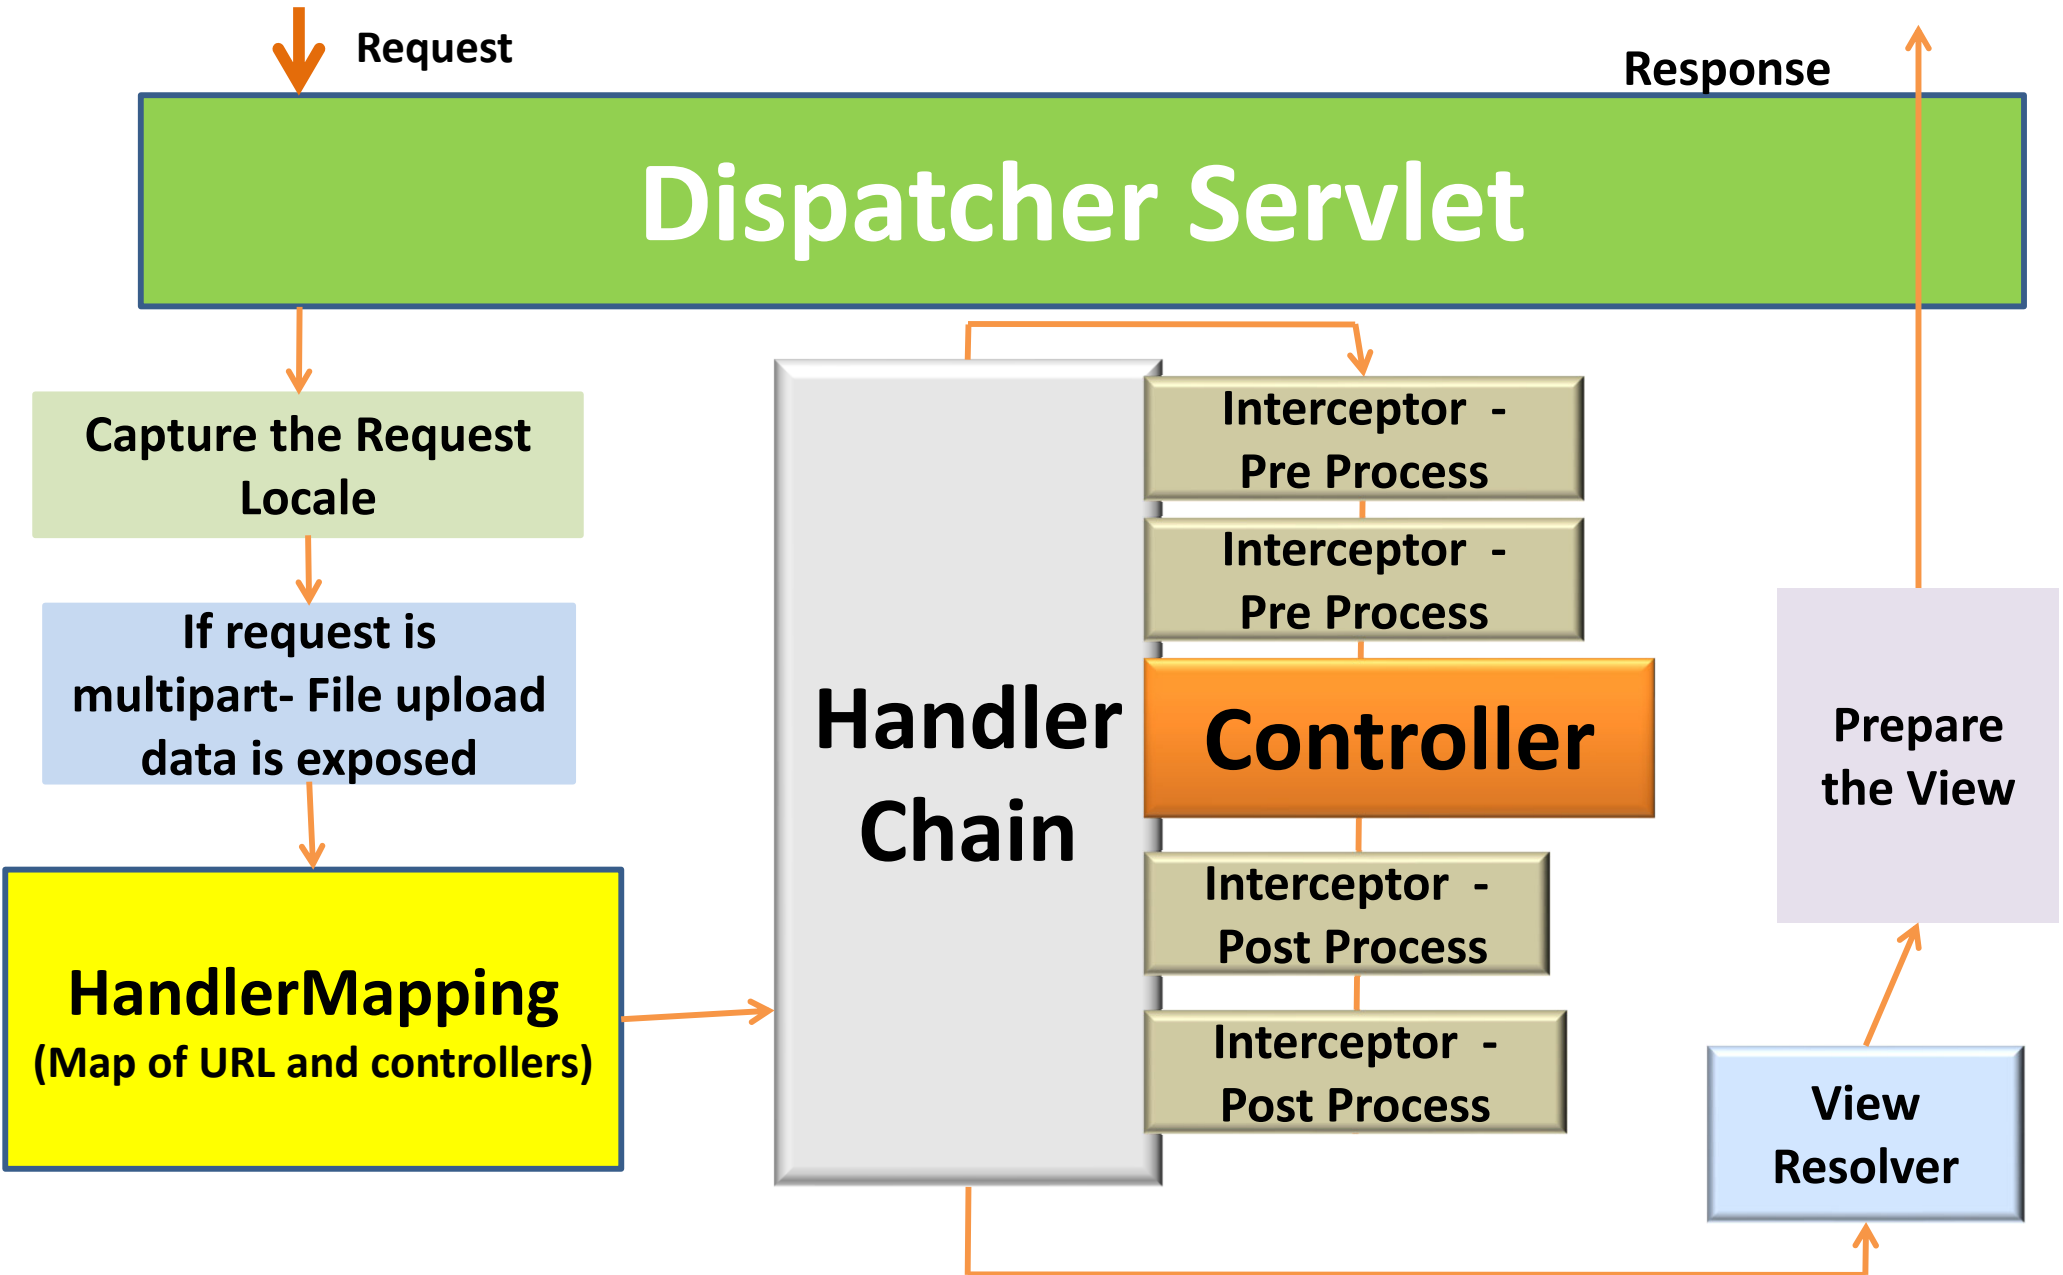 Request
Response
Dispatcher Servlet
Capture the Request
Locale
If request is
multipart- File upload
data is exposed
HandlerMapping
(Map of URL and controllers)
Handler
Chain
Interceptor -
Pre Process
Interceptor -
Pre Process
Controller
Interceptor -
Post Process
Interceptor -
Post Process
Prepare
the View
View
Resolver